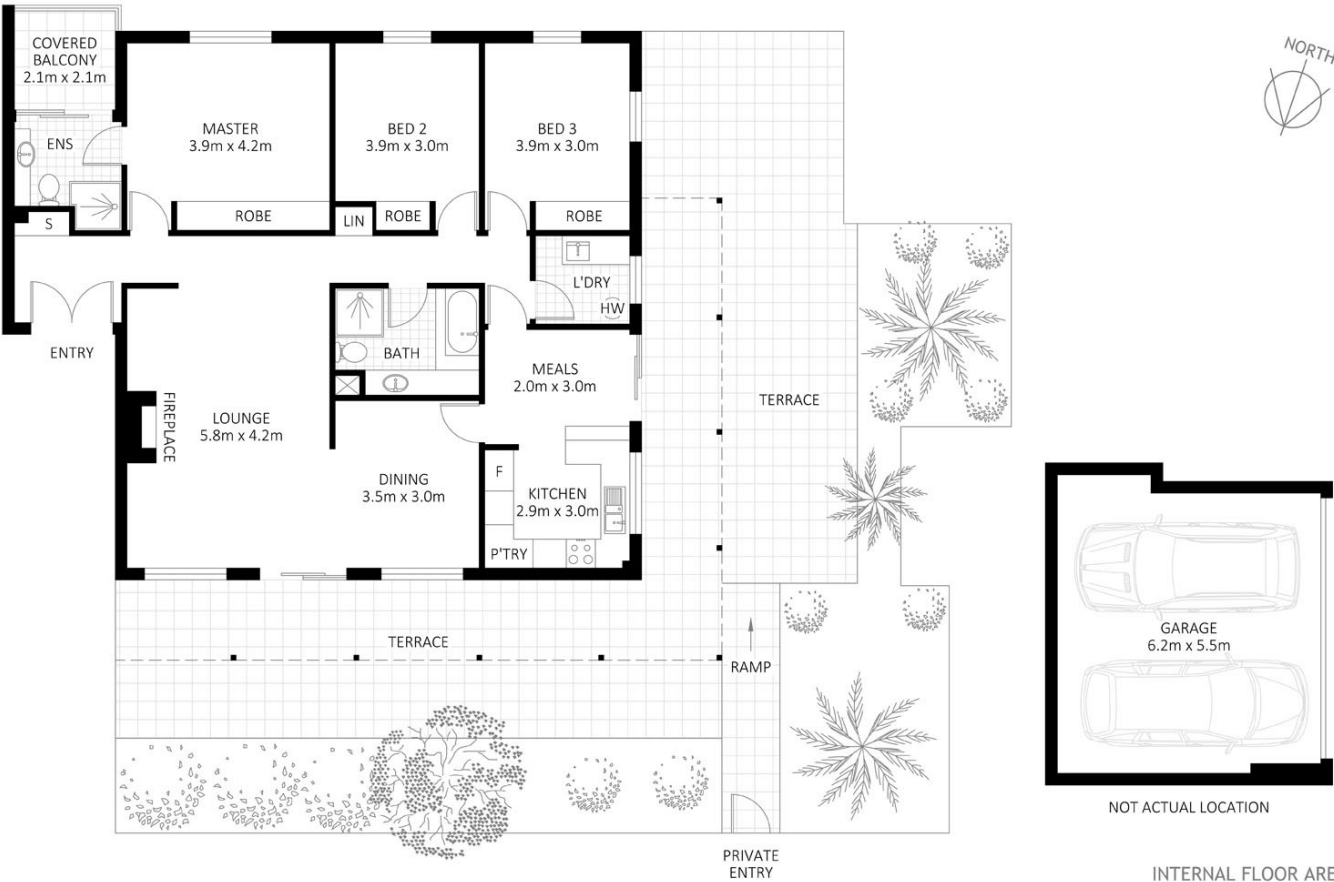 COVERED
BALCONY
2.1m x 2.1m
NORTH
ENS
MASTER
3.9m x 4.2m
BED 2
3.9m x 3.0m
BED 3
3.9m x 3.0m
S
ROBE
LIN
ROBE
ROBE
L'DRY
HW
ENTRY
BATH
MEALS
2.0m x 3.0m
TERRACE
FIREPLACE
LOUNGE
5.8m x 4.2m
DINING
3.5m x 3.0m
F
KITCHEN
2.9m x 3.0m
P'TRY
TERRACE
RAMP
GARAGE
6.2m x 5.5m
NOT ACTUAL LOCATION
PRIVATE
ENTRY
INTERNAL FLOOR ARE